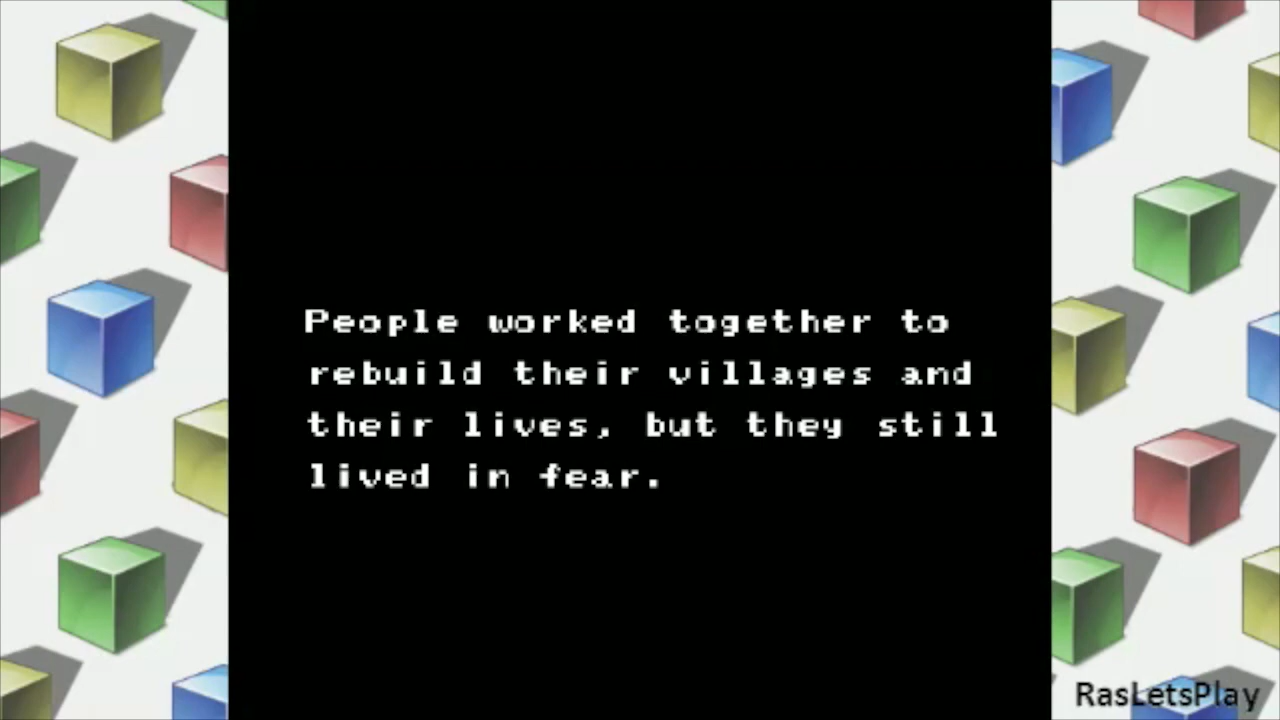 People worked together to
rebuild their villages and
their lives, but they still
lived in fear.
RasLetsPlay